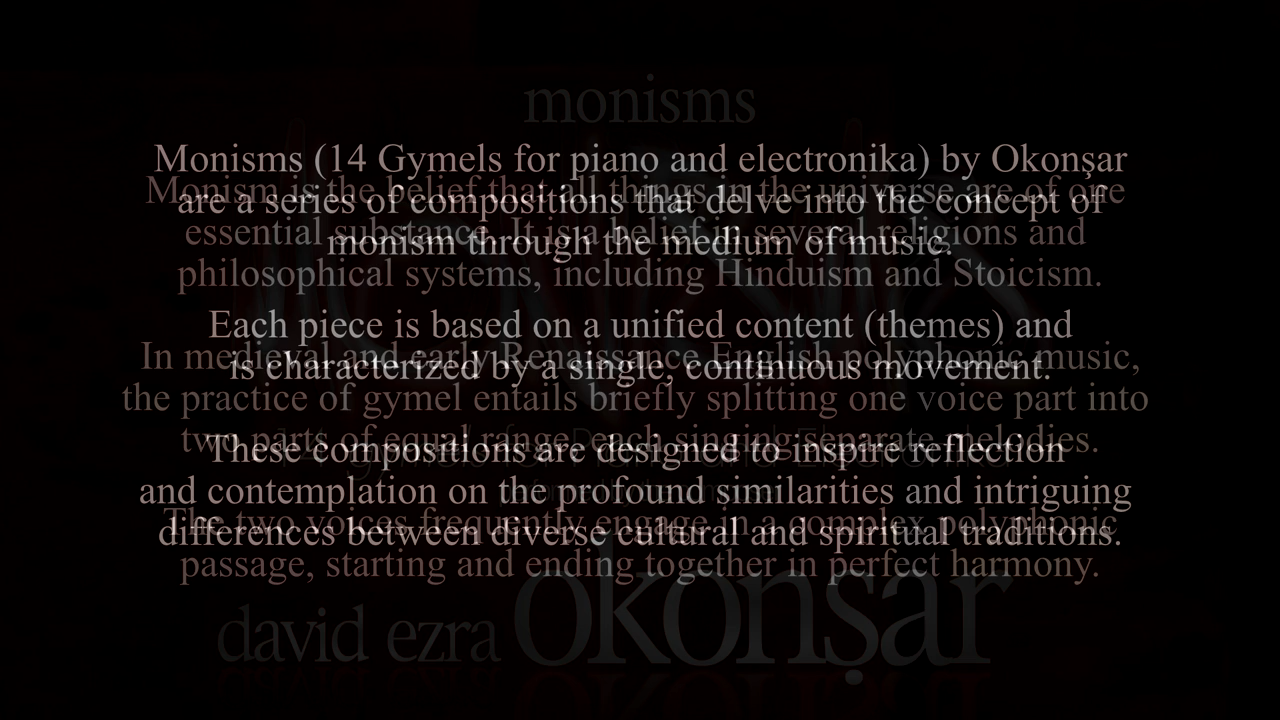 monisms
Monisms (14 Gymels for piano and electronika) by Okonşar
are a series of compositions that delve into the concept of
monism through the medium of music.
Each piece is based on a unified content (themes) and
is characterized by a single, continuous movement.
These compositions are designed to inspire reflection
and contemplation on the profound similarities and intriguing
differences between diverse cultural and spiritual traditions.
Monism is the belief that all things in the universe are of one
essential substance. It is a belief in several religions and
philosophical systems, including Hinduism and Stoicism.
In medieval and early Renaissance English polyphonic music,
the practice of gymel entails briefly splitting one voice part into
two parts of equal range, each singing separate melodies.
The two voices frequently engage in a complex polyphonic
passage, starting and ending together in perfect harmony.
david ezra okonşar